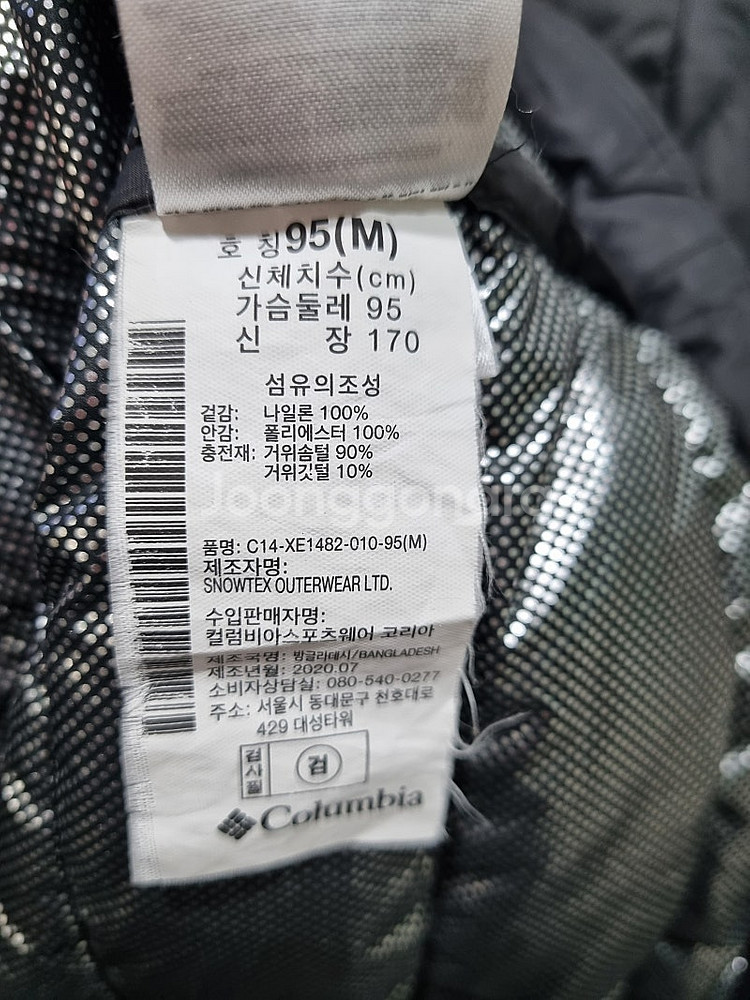 호 칭 95(M)
신체치수(cm)
가슴둘레 95
신 장 170
섬유의조성
겉감: 나일론 100%
안감: 폴리에스터 100%
충전재: 거위솜털 90%
거위깃털 10%
Joonggonara
품명: C14-XE1482-010-95(M)
제조자명:
SNOWTEX OUTERWEAR LTD.
수입판매자명:
컬럼비아스포츠웨어 코리아
제조국명: 방글라데시/BANGLADESH
제조년월: 2020.07
소비자상담실: 080-540-0277
주소: 서울시 동대문구 천호대로
429 대성타워
검사필 검
Columbia